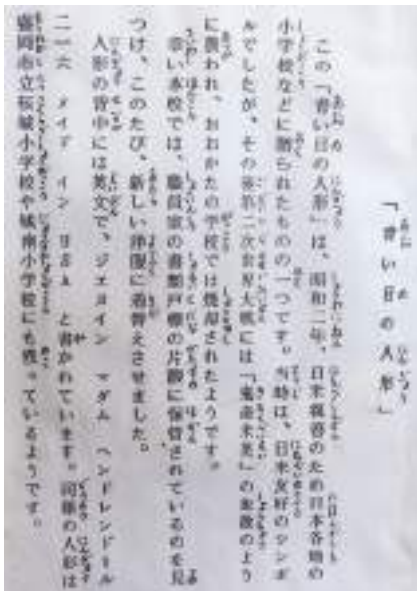 「青い目の人形」
この「青い目の人形」は、昭和二年、日米親善のため日本各地の
小学校などに贈られたものの一つです。当時は、日米友好のシンボ
ルでしたが、その後第二次世界大戦には「鬼畜米英」の象徴のよう
に扱われ、おおかたの学校では焼却されたようです。
幸い本校では、職員室の書類戸棚の片隅に保管されているのを見
つけ、このたび、新しい洋服に着替えさせました。
人形の背中には英文で、ジエヨイン マダム ヘンドレンドール
二一六 メイド イン USA と書かれています。同様の人形は
盛岡市立桜城小学校や城南小学校にも残っているようです。